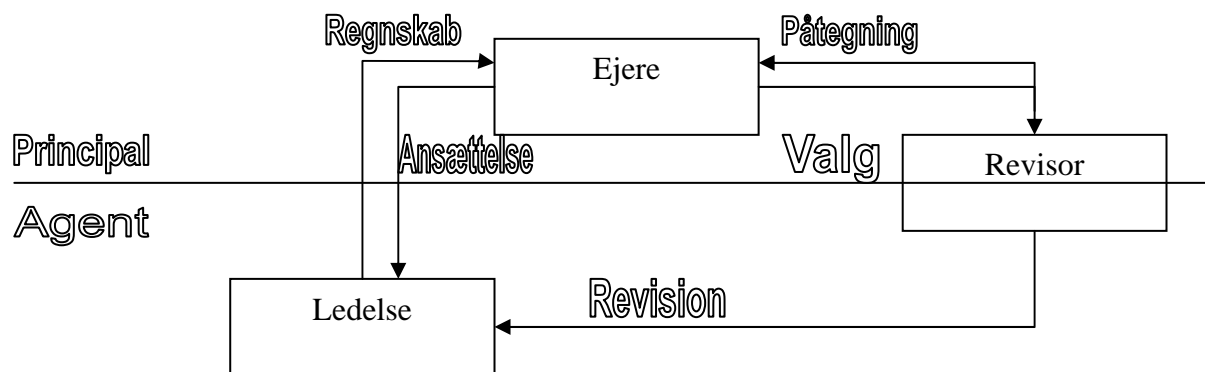 Regnskab
Påtegning
Ejere
Principal
Ansættelse
Valg
Revisor
Agent
Ledelse
Revision